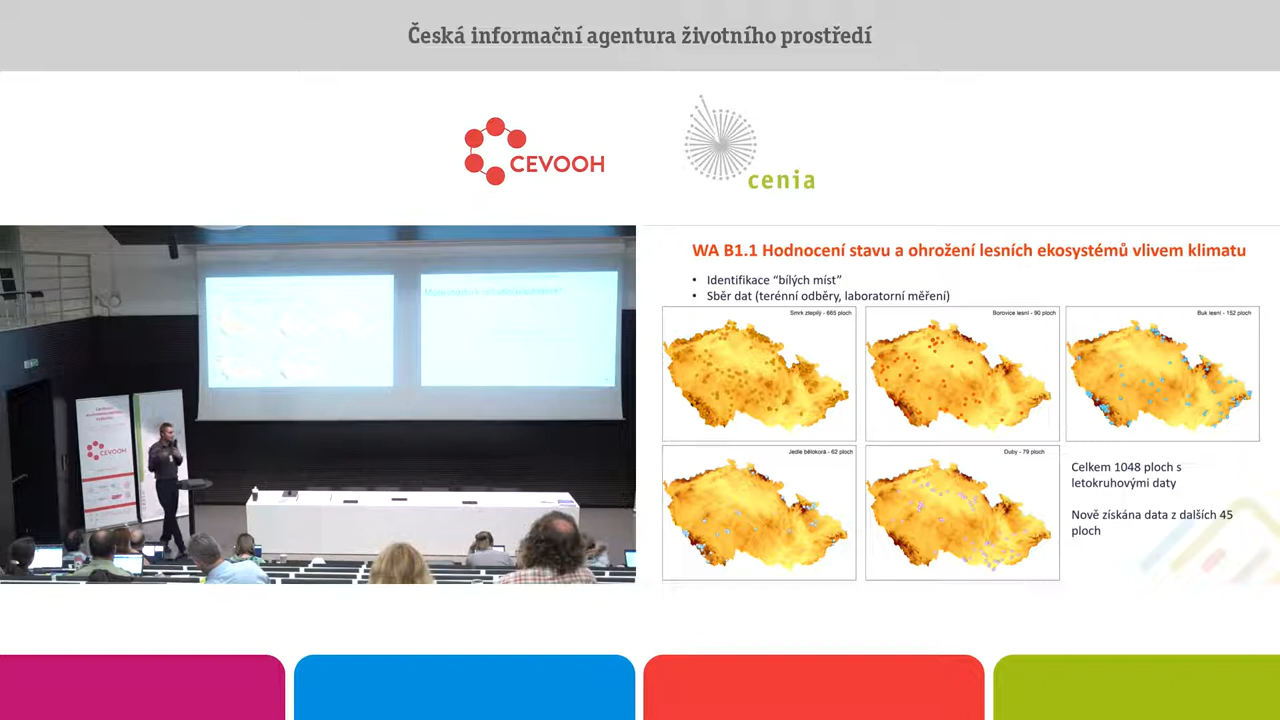 Česká informační agentura životního prostředí
CEVOOH
cenia
WA B1.1 Hodnocení stavu a ohrožení lesních ekosystémů vlivem klimatu
• Identifikace “bílých míst”
• Sběr dat (terénní odběry, laboratorní měření)
Smrk ztepilý - 665 ploch
Borovice lesní - 90 ploch
Buk lesní - 152 ploch
Jedle bělokorá - 62 ploch
Duby - 79 ploch
Celkem 1048 ploch s
letokruhovými daty
Nově získána data z dalších 45
ploch
CEVOOH